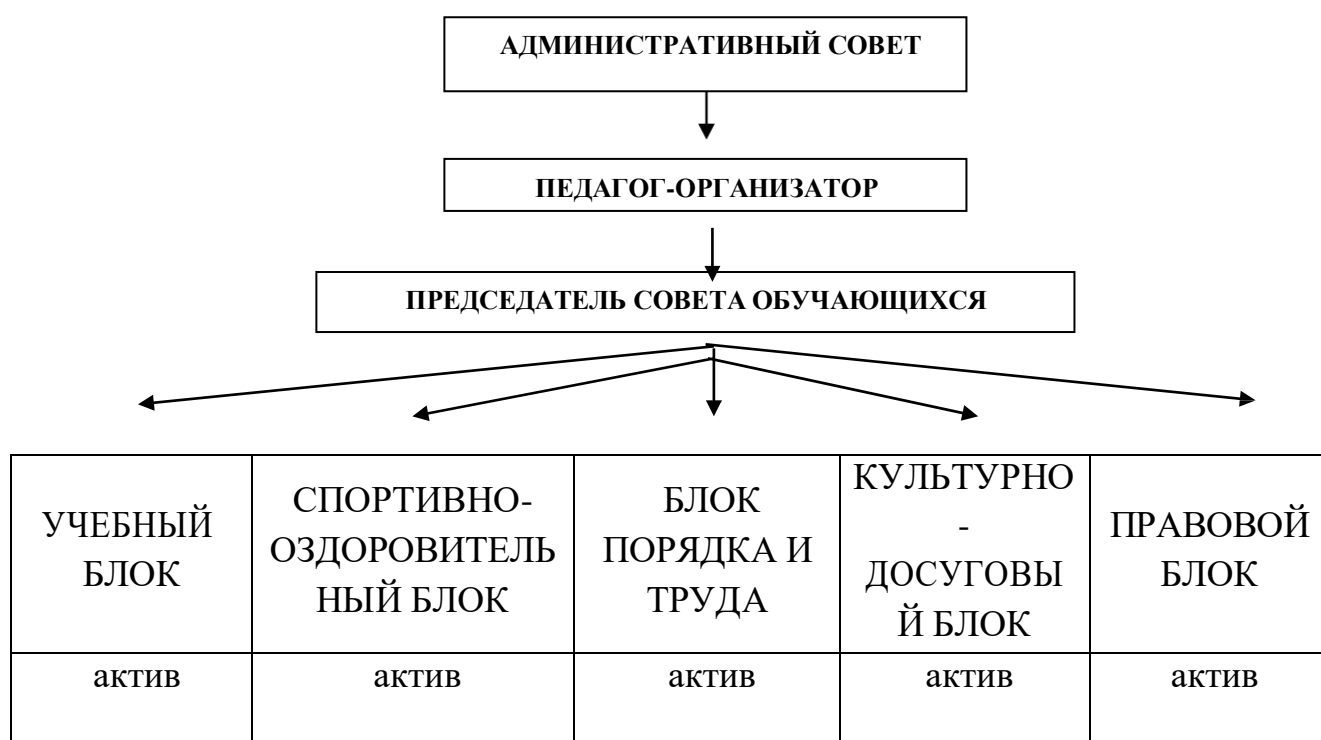 АДМИНИСТРАТИВНЫЙ СОВЕТ
ПЕДАГОГ-ОРГАНИЗАТОР
ПРЕДСЕДАТЕЛЬ СОВЕТА ОБУЧАЮЩИХСЯ
УЧЕБНЫЙ
БЛОК
СПОРТИВНО-
ОЗДОРОВИТЕЛЬ
НЫЙ БЛОК
БЛОК
ПОРЯДКА И
ТРУДА
КУЛЬТУРНО
-
ДОСУГОВЫ
Й БЛОК
ПРАВОВОЙ
БЛОК
актив
актив
актив
актив
актив